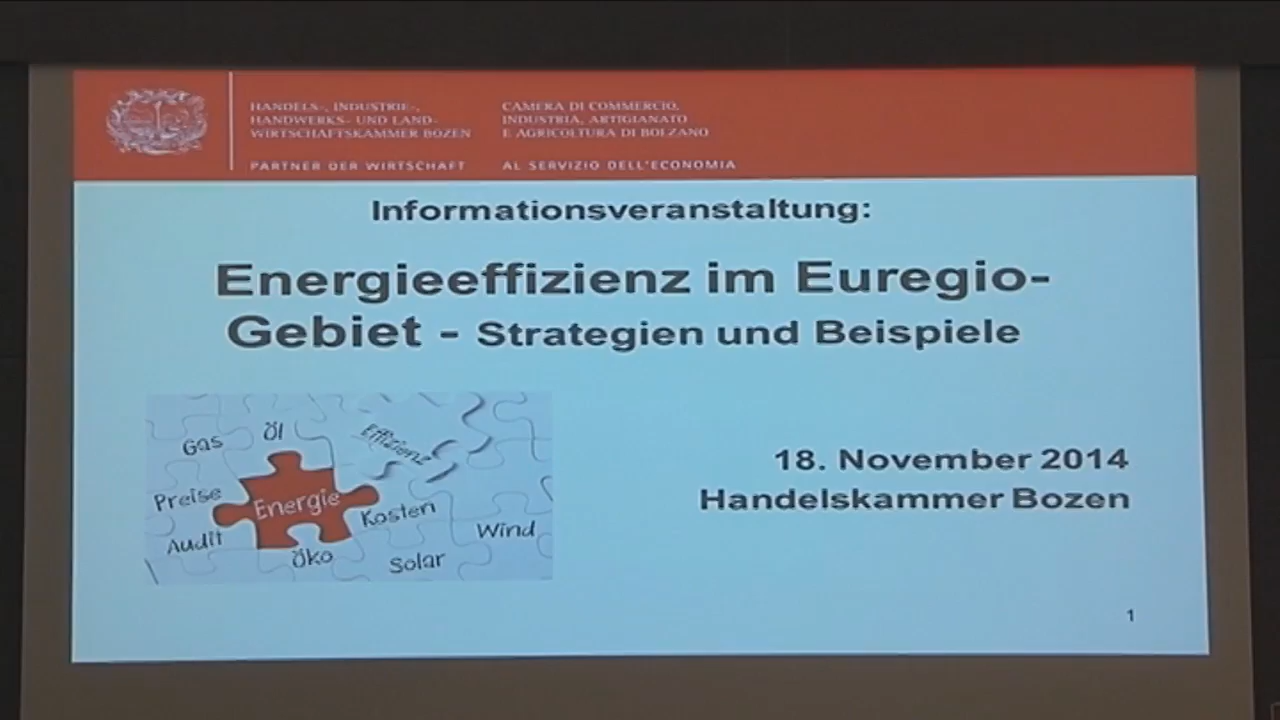 HANDELS-, INDUSTRIE-,
HANDWERKS- UND LAND-
WIRTSCHAFTSKAMMER BOZEN
PARTNER DER WIRTSCHAFT
CAMERA DI COMMERCIO,
INDUSTRIA, ARTIGIANATO
E AGRICOLTURA DI BOLZANO
AL SERVIZIO DELL'ECONOMIA
Informationsveranstaltung:
Energieeffizienz im Euregio-
Gebiet - Strategien und Beispiele
Gas
Öl
Effizienz
Preise
Energie
Kosten
Audit
Öko
Solar
Wind
18. November 2014
Handelskammer Bozen
1